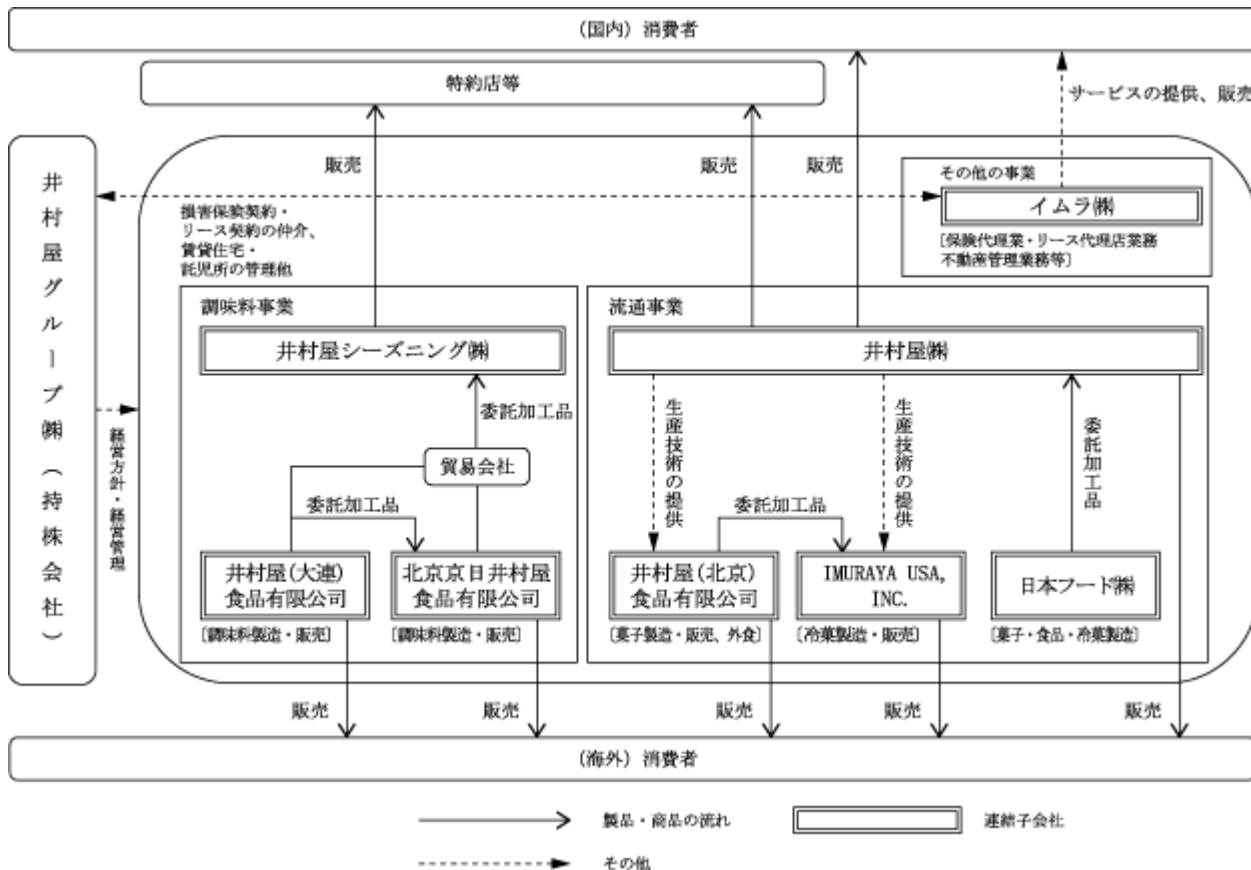 (国内) 消費者
特約店等
サービスの提供、販売
販売
販売
販売
井村屋グループ㈱(持株会社)
経営方針・経営管理
損害保険契約・
リース契約の仲介、
賃貸住宅・
託児所の管理他
その他の事業
イムラ㈱
[保険代理業・リース代理店業務
不動産管理業務等]
調味料事業
井村屋シーズニング㈱
委託加工品
貿易会社
委託加工品
井村屋(大連)
食品有限公司
[調味料製造・販売]
北京京日井村屋
食品有限公司
[調味料製造・販売]
流通事業
井村屋㈱
生産技術の提供
生産技術の提供
委託加工品
委託加工品
井村屋(北京)
食品有限公司
[菓子製造・販売、外食]
IMURAYA USA,
INC.
[冷菓製造・販売]
日本フード㈱
[菓子・食品・冷菓製造]
販売
販売
販売
販売
販売
(海外) 消費者
製品・商品の流れ
連結子会社
その他